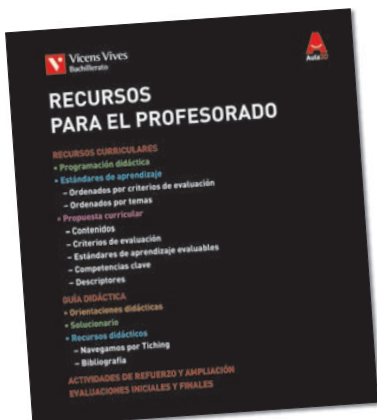 Vicens Vives
Bachillerato
Aula3D
RECURSOS
PARA EL PROFESORADO
RECURSOS CURRICULARES
• Programación didáctica
• Estándares de aprendizaje
– Ordenados por criterios de evaluación
– Ordenados por temas
• Propuesta curricular
– Contenidos
– Criterios de evaluación
– Estándares de aprendizaje evaluables
– Competencias clave
– Descriptores
GUÍA DIDÁCTICA
• Orientaciones didácticas
• Solucionario
• Recursos didácticos
– Navegamos por Tiching
– Bibliografía
ACTIVIDADES DE REFUERZO Y AMPLIACIÓN
EVALUACIONES INICIALES Y FINALES